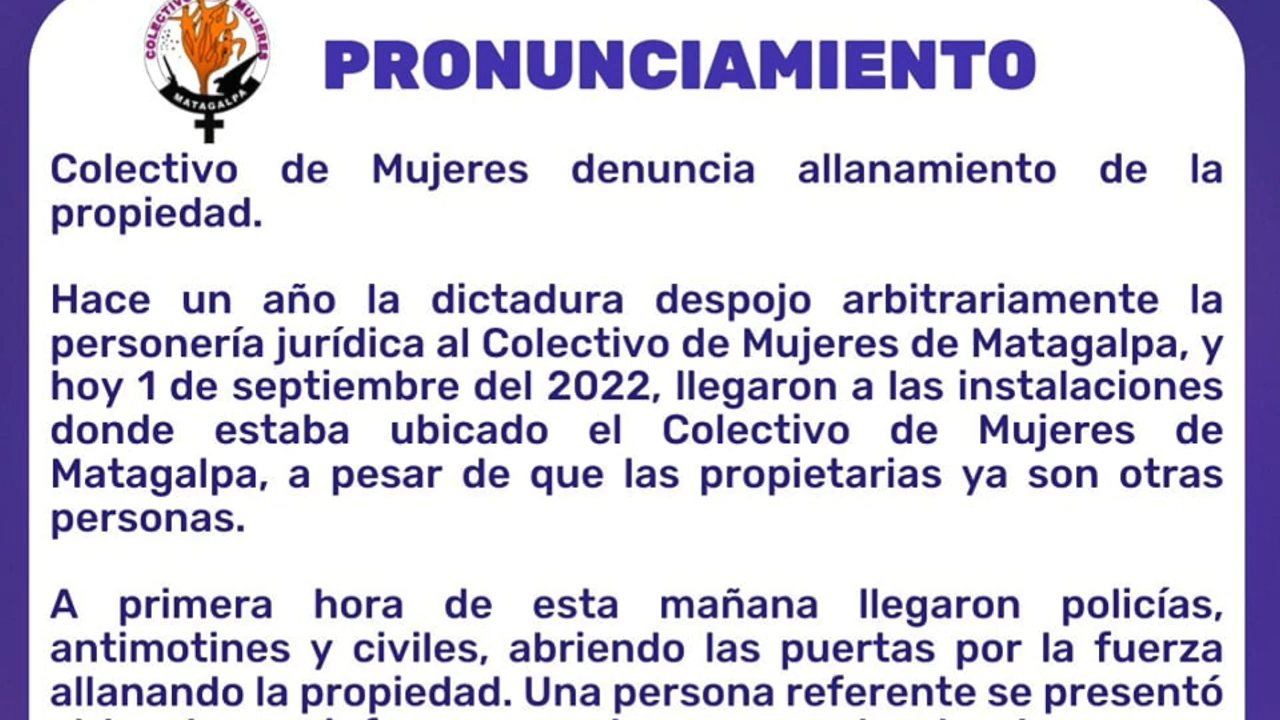 COLECTIVO MUJERES
MATAGALPA
PRONUNCIAMIENTO
Colectivo de Mujeres denuncia allanamiento de la
propiedad.
Hace un año la dictadura despojo arbitrariamente la
personería jurídica al Colectivo de Mujeres de Matagalpa, y
hoy 1 de septiembre del 2022, llegaron a las instalaciones
donde estaba ubicado el Colectivo de Mujeres de
Matagalpa, a pesar de que las propietarias ya son otras
personas.
A primera hora de esta mañana llegaron policías,
antimotines y civiles, abriendo las puertas por la fuerza
allanando la propiedad. Una persona referente se presentó